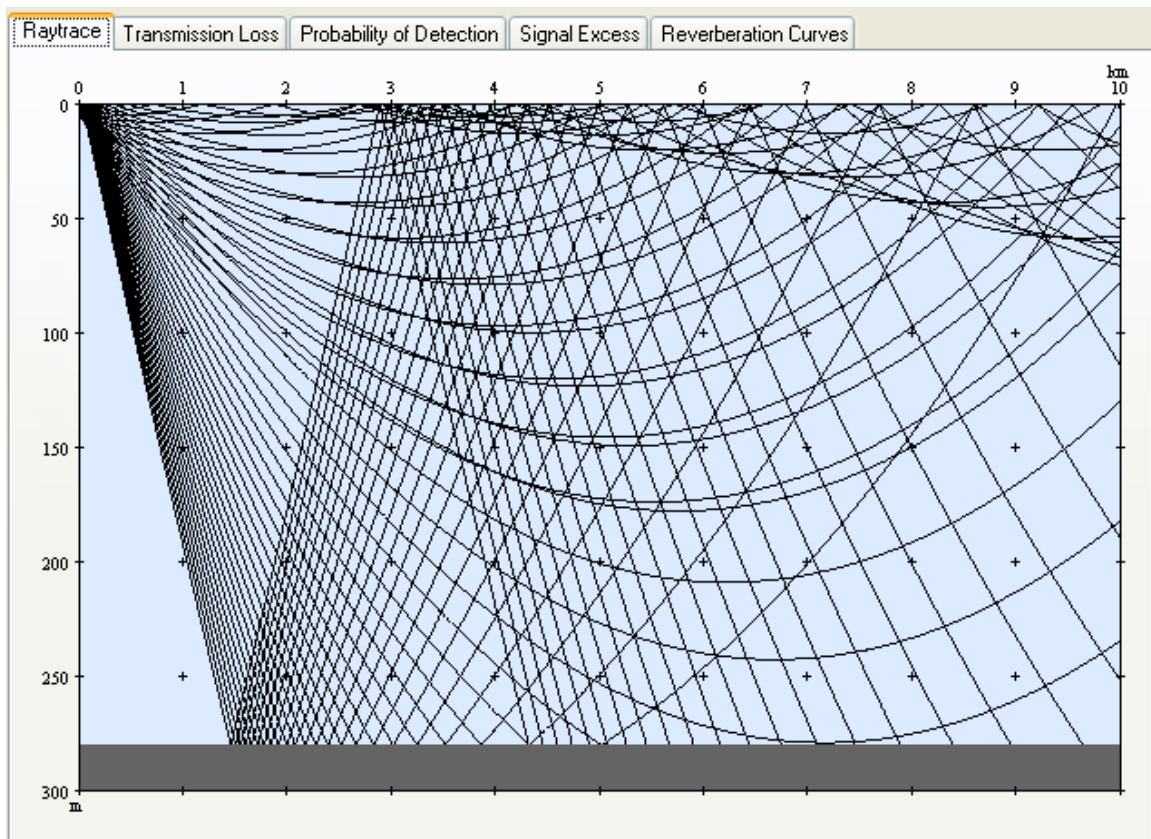 Raytrace Transmission Loss Probability of Detection Signal Excess Reverberation Curves
km
0 1 2 3 4 5 6 7 8 9 10
0
50
100
150
200
250
300
m